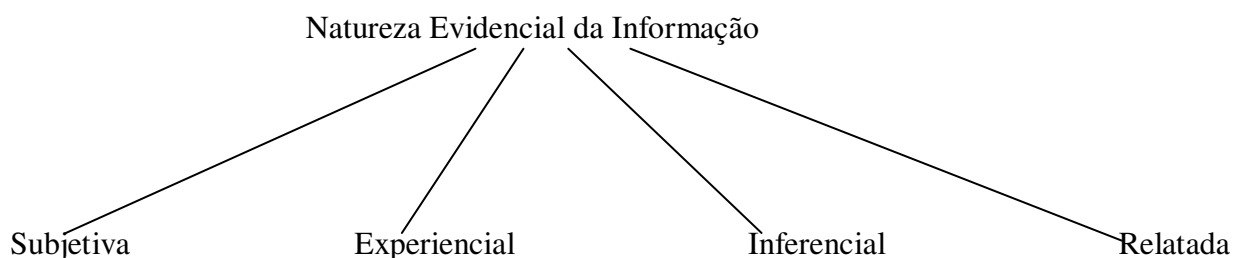 Natureza Evidencial da Informação
Subjetiva Experiencial Inferencial Relatada